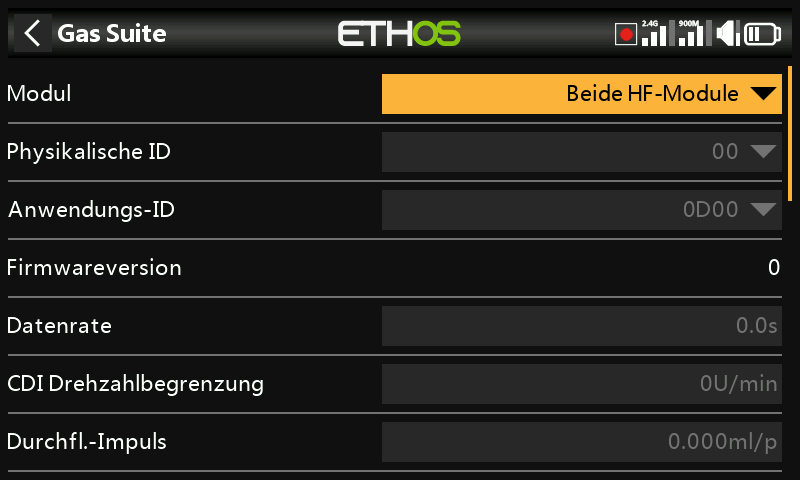 Gas Suite
ETHOS
2.4G
900M
Modul
Beide HF-Module
Physikalische ID
00
Anwendungs-ID
0D00
Firmwareversion
0
Datenrate
0.0s
CDI Drehzahlbegrenzung
0U/min
Durchfl.-Impuls
0.000ml/p